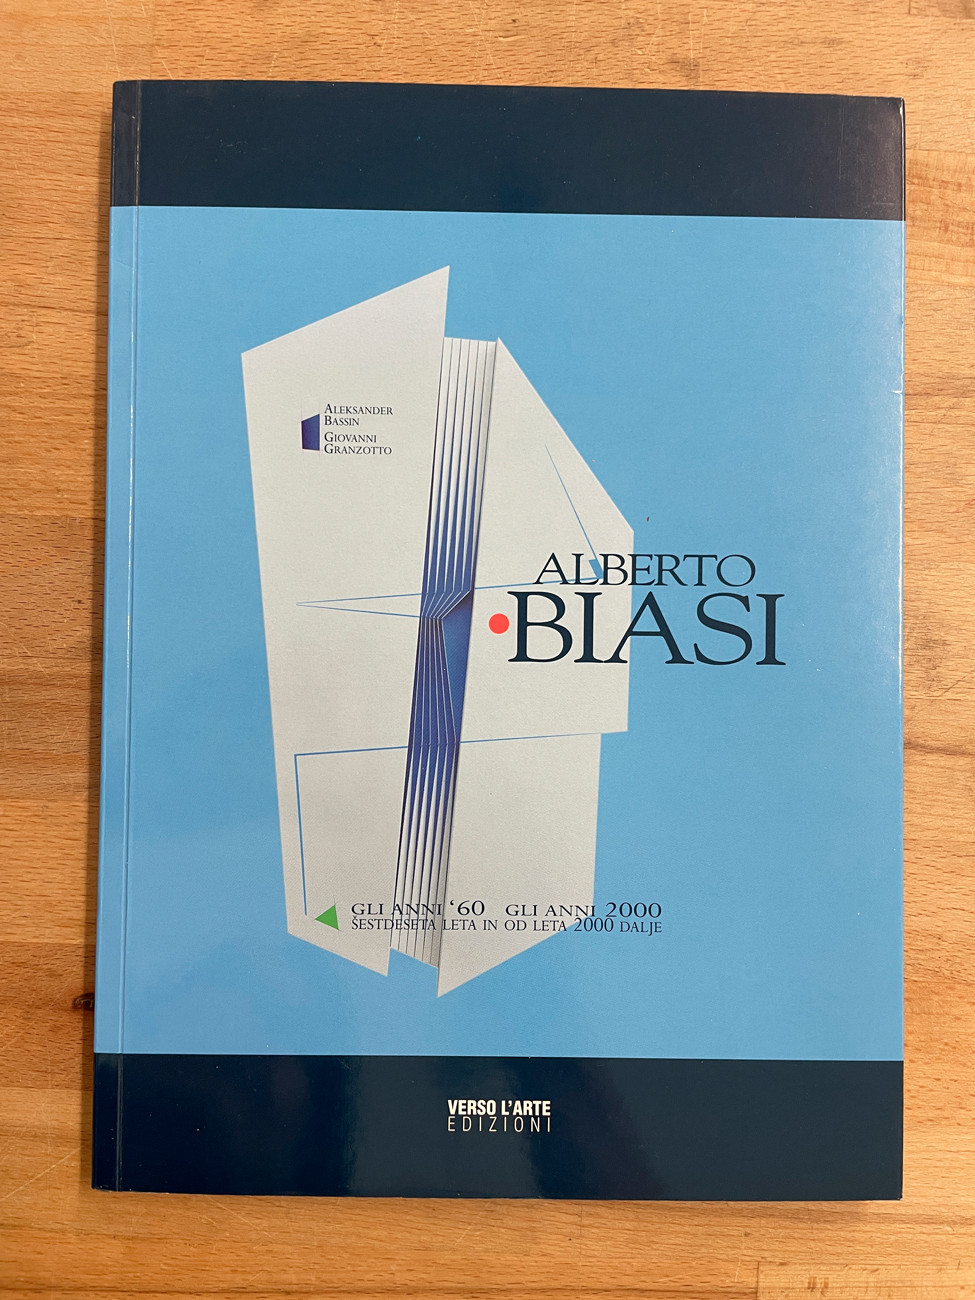 ALEKSANDER
BASSIN
GIOVANNI
GRANZOTTO
ALBERTO
BIASI
GLI ANNI ‘60 GLI ANNI 2000
ŠESTDESETA LETA IN OD LETA 2000 DALJE
VERSO L'ARTE
EDIZIONI